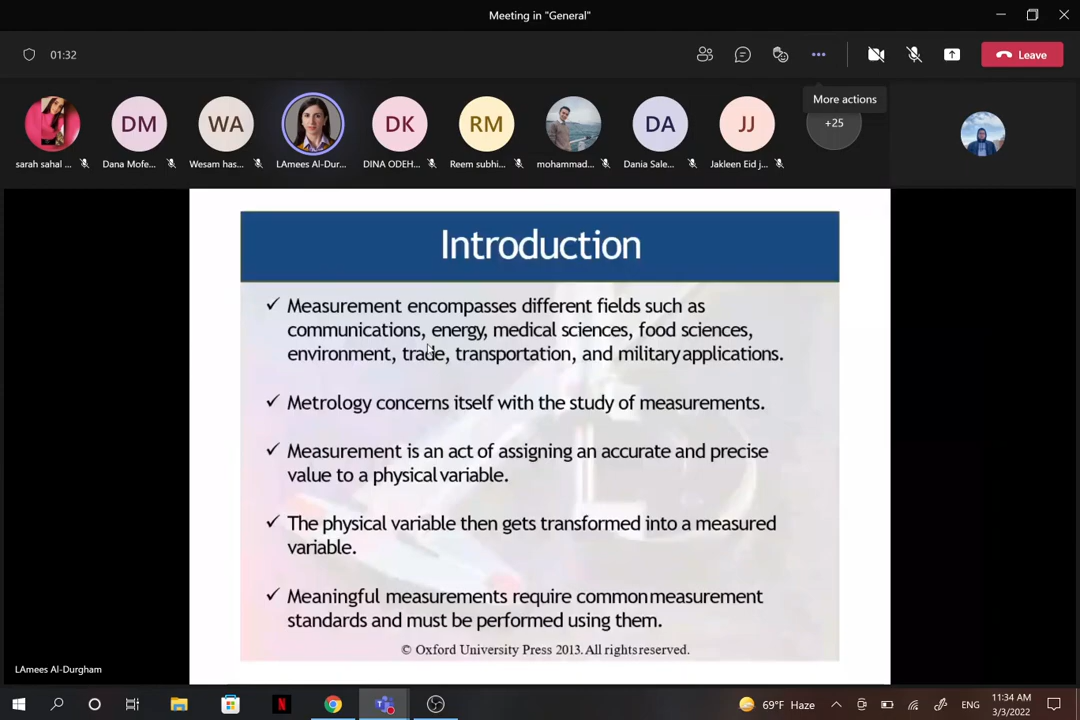 Meeting in "General"
01:32
More actions
DM
WA
DK
RM
DA
JJ
+25
sarah sahal ...
Dana Mofe...
Wesam has...
LAmees Al-Dur...
DINA ODEH...
Reem subhi...
mohammad...
Dania Sale...
Jakleen Eid j...
Leave
Introduction
✓ Measurement encompasses different fields such as
communications, energy, medical sciences, food sciences,
environment, trade, transportation, and military applications.
✓ Metrology concerns itself with the study of measurements.
✓ Measurement is an act of assigning an accurate and precise
value to a physical variable.
✓ The physical variable then gets transformed into a measured
variable.
✓ Meaningful measurements require common measurement
standards and must be performed using them.
© Oxford University Press 2013. All rights reserved.
LAmees Al-Durgham
N
69°F Haze
ENG
11:34 AM
3/3/2022